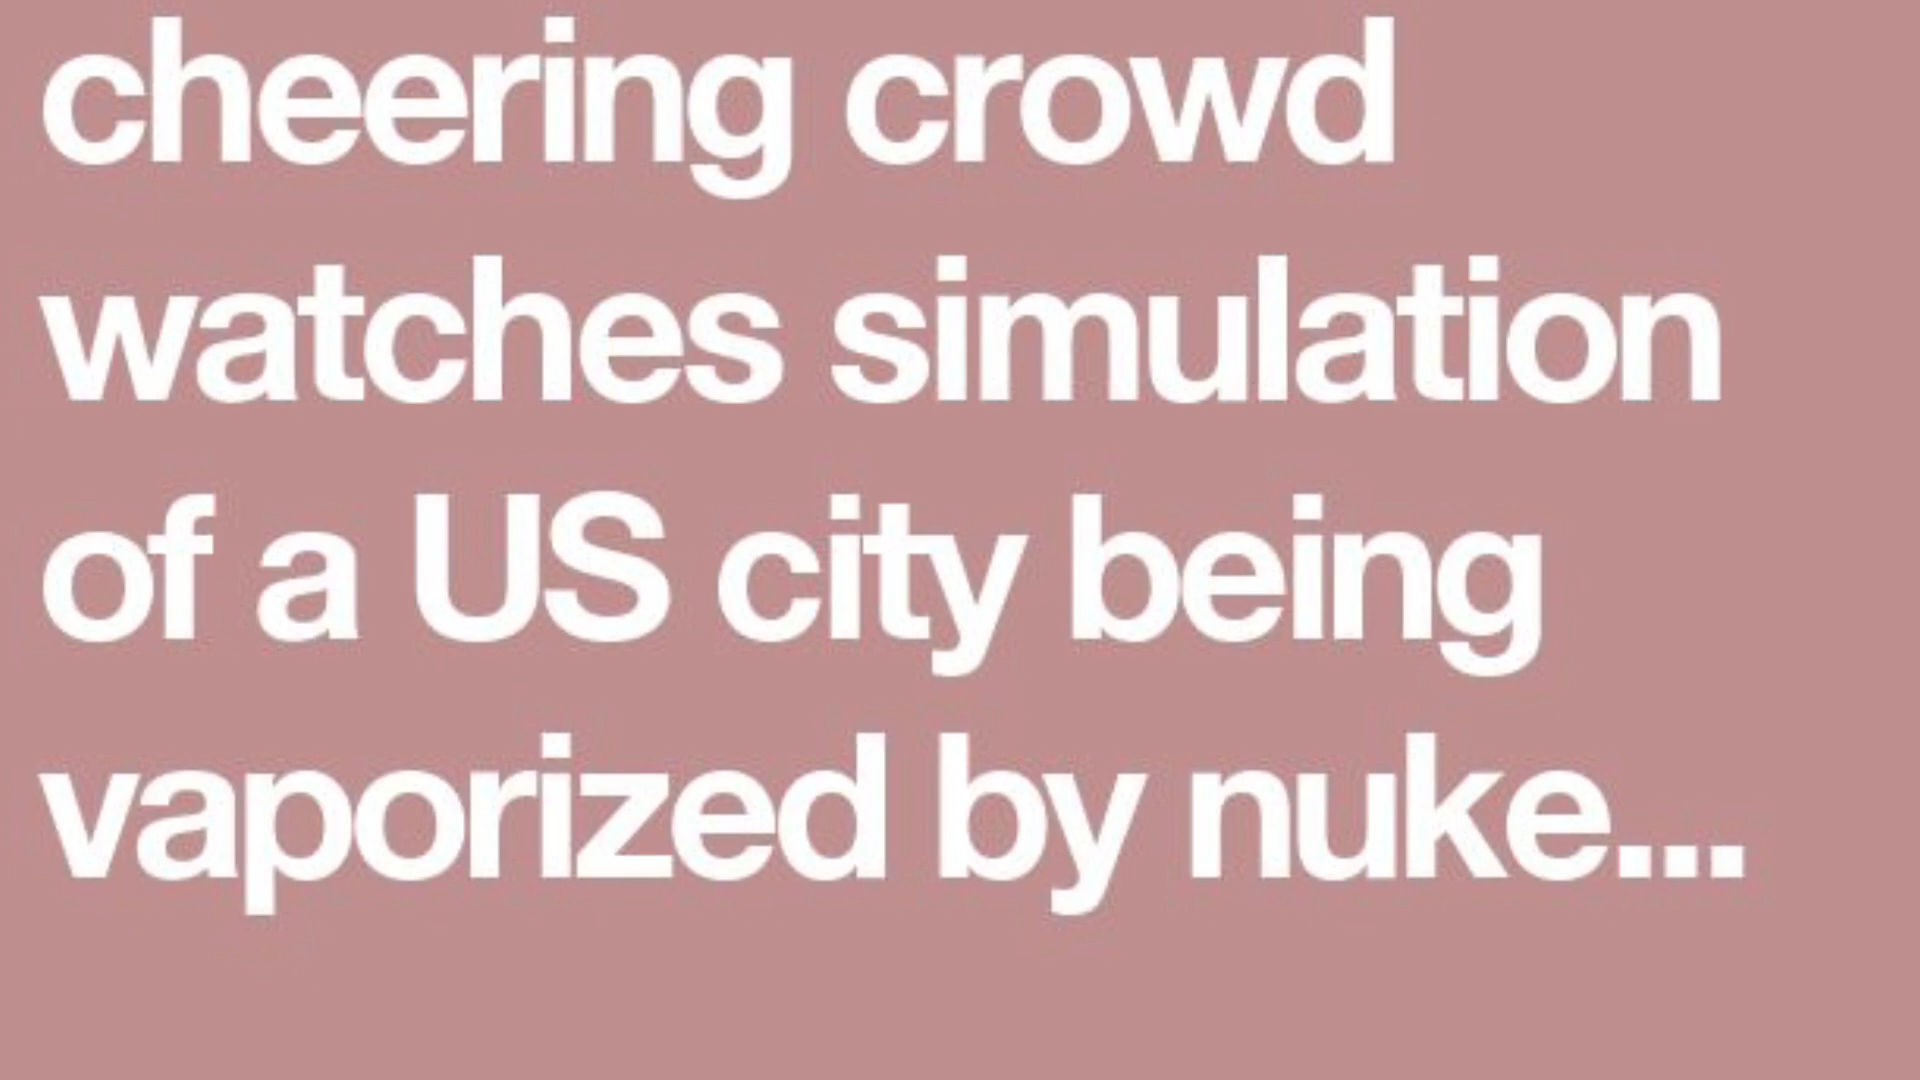 cheering crowd
watches simulation
of a US city being
vaporized by nuke...